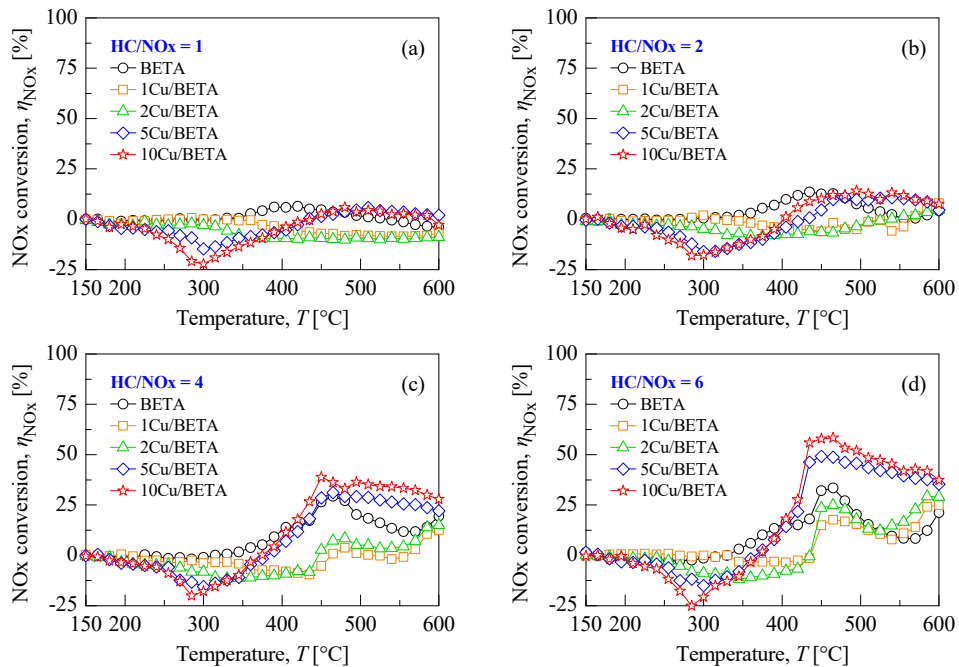 NOx conversion, ηNOx [%]
100
75
50
25
0
-25
HC/NOx = 1
(a)
BETA
1Cu/BETA
2Cu/BETA
5Cu/BETA
10Cu/BETA
150 200 300 400 500 600
Temperature, T [°C]
NOx conversion, ηNOx [%]
100
75
50
25
0
-25
HC/NOx = 2
(b)
BETA
1Cu/BETA
2Cu/BETA
5Cu/BETA
10Cu/BETA
150 200 300 400 500 600
Temperature, T [°C]
NOx conversion, ηNOx [%]
100
75
50
25
0
-25
HC/NOx = 4
(c)
BETA
1Cu/BETA
2Cu/BETA
5Cu/BETA
10Cu/BETA
150 200 300 400 500 600
Temperature, T [°C]
NOx conversion, ηNOx [%]
100
75
50
25
0
-25
HC/NOx = 6
(d)
BETA
1Cu/BETA
2Cu/BETA
5Cu/BETA
10Cu/BETA
150 200 300 400 500 600
Temperature, T [°C]